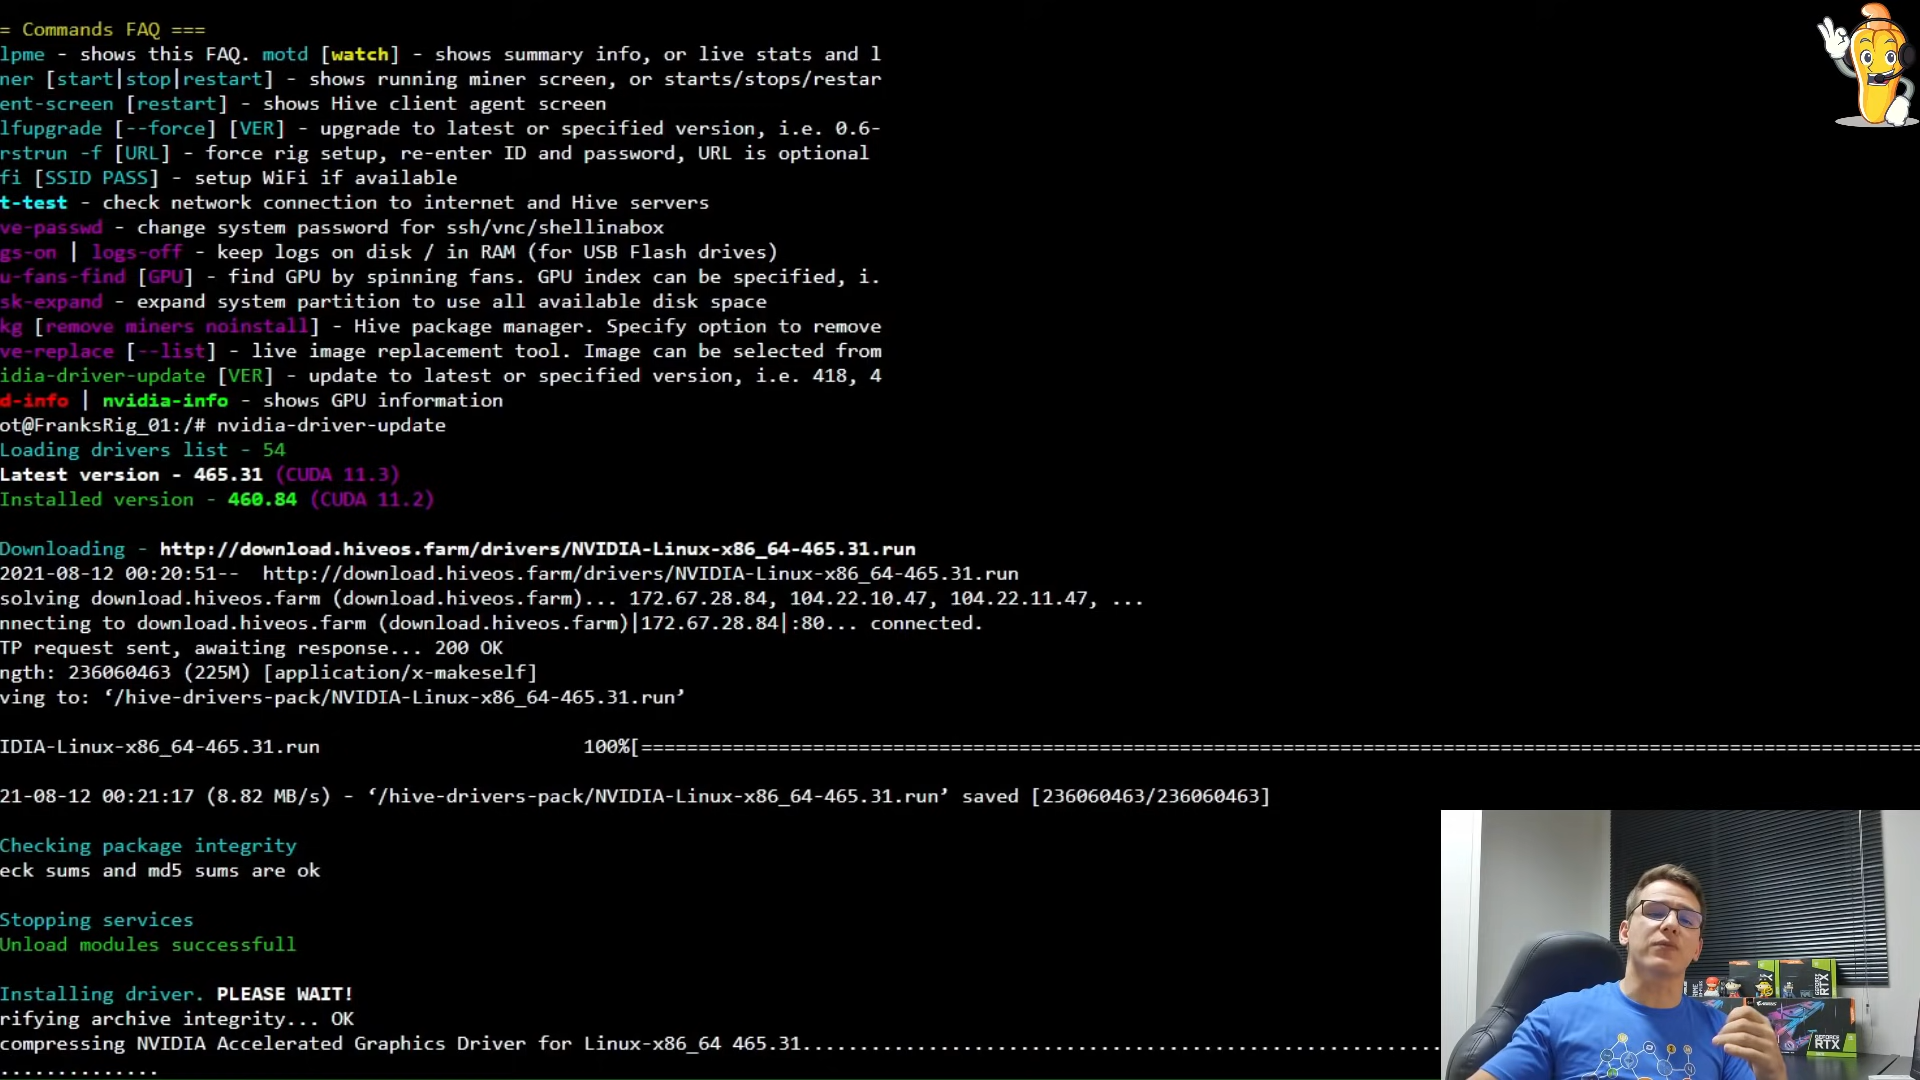 = Commands FAQ ===
lpme - shows this FAQ. motd [watch] - shows summary info, or live stats and l
ner [start|stop|restart] - shows running miner screen, or starts/stops/restar
ent-screen [restart] - shows Hive client agent screen
lfupgrade [--force] [VER] - upgrade to latest or specified version, i.e. 0.6-
rstrun -f [URL] - force rig setup, re-enter ID and password, URL is optional
fi [SSID PASS] - setup WiFi if available
t-test - check network connection to internet and Hive servers
ve-passwd - change system password for ssh/vnc/shellinabox
gs-on | logs-off - keep logs on disk / in RAM (for USB Flash drives)
u-fans-find [GPU] - find GPU by spinning fans. GPU index can be specified, i.
sk-expand - expand system partition to use all available disk space
kg [remove miners noinstall] - Hive package manager. Specify option to remove
ve-replace [--list] - live image replacement tool. Image can be selected from
idia-driver-update [VER] - update to latest or specified version, i.e. 418, 4
d-info | nvidia-info - shows GPU information
ot@FranksRig_01:/# nvidia-driver-update
Loading drivers list - 54
Latest version - 465.31 (CUDA 11.3)
Installed version - 460.84 (CUDA 11.2)
Downloading - http://download.hiveos.farm/drivers/NVIDIA-Linux-x86_64-465.31.run
2021-08-12 00:20:51--  http://download.hiveos.farm/drivers/NVIDIA-Linux-x86_64-465.31.run
solving download.hiveos.farm (download.hiveos.farm)... 172.67.28.84, 104.22.10.47, 104.22.11.47, ...
nnecting to download.hiveos.farm (download.hiveos.farm)|172.67.28.84|:80... connected.
TP request sent, awaiting response... 200 OK
ngth: 236060463 (225M) [application/x-makeself]
ving to: ‘/hive-drivers-pack/NVIDIA-Linux-x86_64-465.31.run’
IDIA-Linux-x86_64-465.31.run 100%[================================================================================================================
21-08-12 00:21:17 (8.82 MB/s) - ‘/hive-drivers-pack/NVIDIA-Linux-x86_64-465.31.run’ saved [236060463/236060463]
Checking package integrity
eck sums and md5 sums are ok
Stopping services
Unload modules successfull
Installing driver. PLEASE WAIT!
rifying archive integrity... OK
compressing NVIDIA Accelerated Graphics Driver for Linux-x86_64 465.31........................................................
..............
GEFORCE RTX
GEFORCE RTX